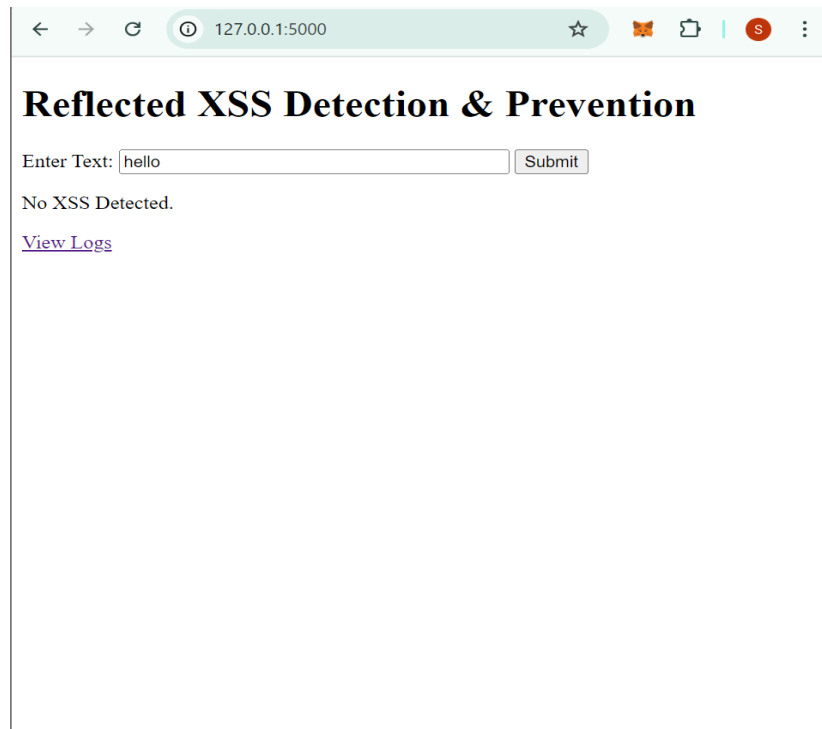 127.0.0.1:5000
S
Reflected XSS Detection & Prevention
Enter Text: hello Submit
No XSS Detected.
View Logs